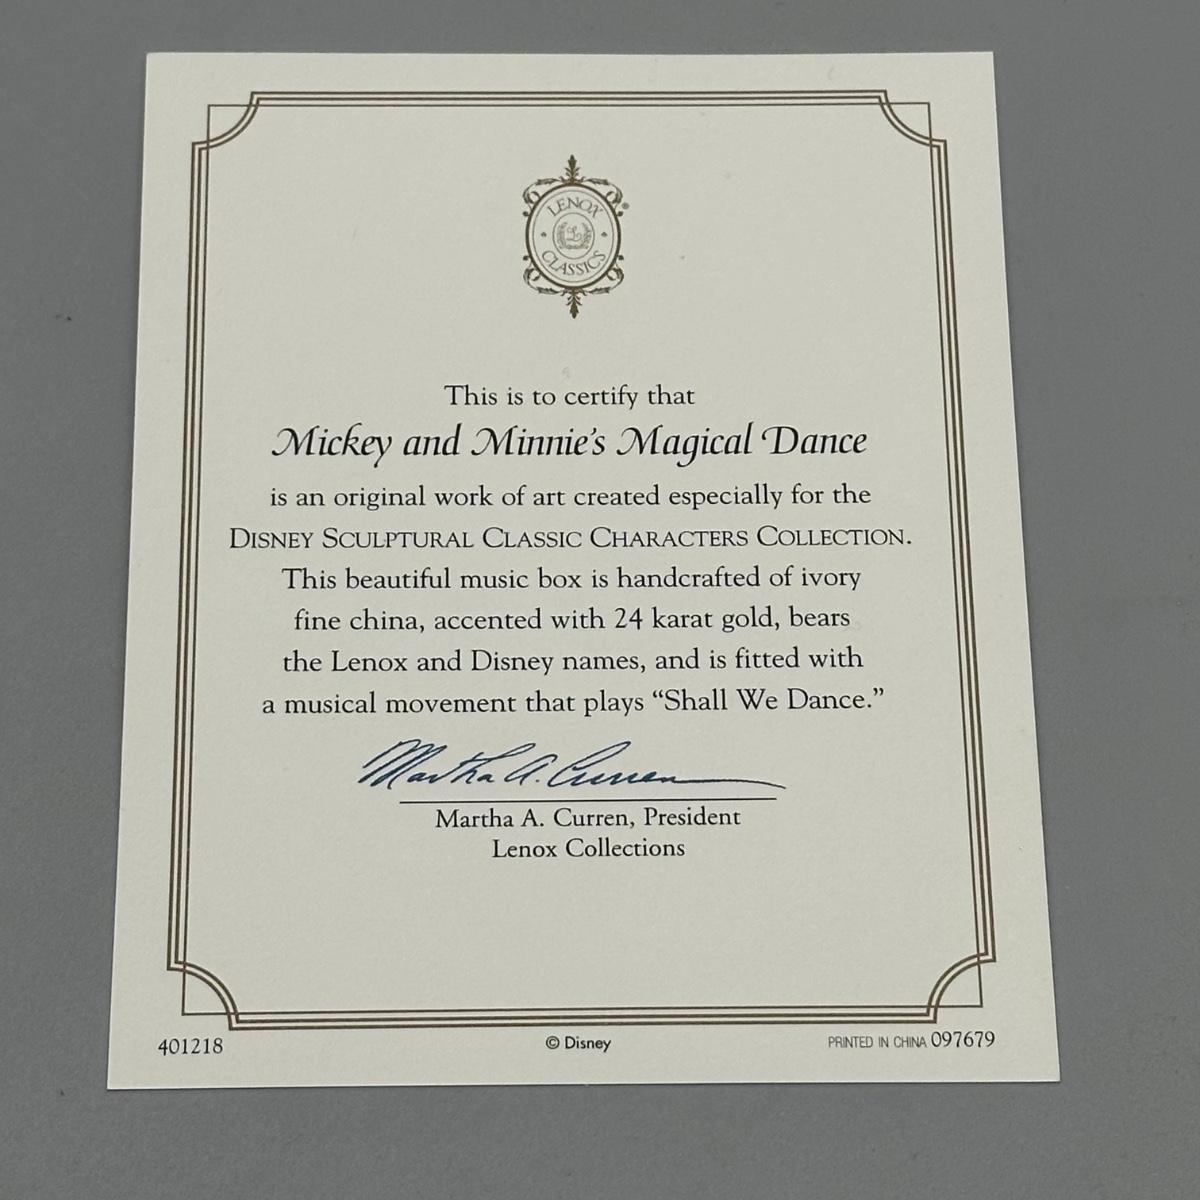 LENOX
CLASSICS
®
L
This is to certify that
Mickey and Minnie's Magical Dance
is an original work of art created especially for the
DISNEY SCULPTURAL CLASSIC CHARACTERS COLLECTION.
This beautiful music box is handcrafted of ivory
fine china, accented with 24 karat gold, bears
the Lenox and Disney names, and is fitted with
a musical movement that plays “Shall We Dance.”
Martha A. Curren
Martha A. Curren, President
Lenox Collections
401218
© Disney
PRINTED IN CHINA 097679